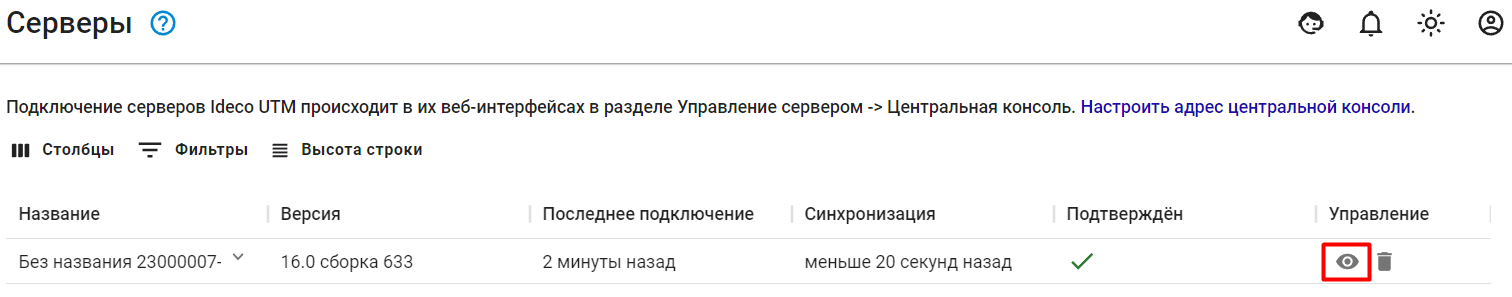 Серверы ?
Подключение серверов Ideco UTM происходит в их веб-интерфейсах в разделе Управление сервером -> Центральная консоль. Настроить адрес центральной консоли.
Столбцы Фильтры Высота строки
Название Версия Последнее подключение Синхронизация Подтверждён Управление
Без названия 23000007- 16.0 сборка 633 2 минуты назад меньше 20 секунд назад